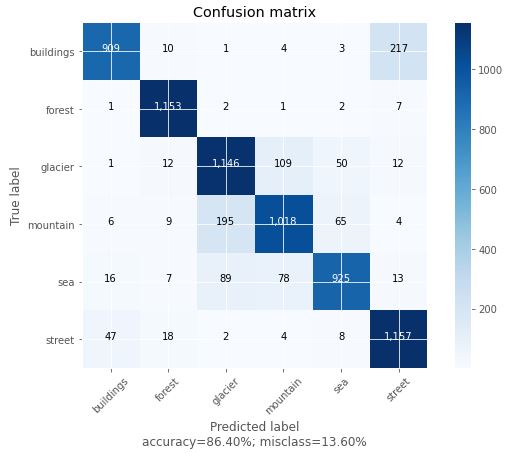 Confusion matrix
buildings 909 10 1 4 3 217
forest 1 1,153 2 1 2 7
glacier 1 12 1,146 109 50 12
mountain 6 9 195 1,018 65 4
sea 16 7 89 78 925 13
street 47 18 2 4 8 1,157
True label
buildings forest glacier mountain sea street
Predicted label
accuracy=86.40%; misclass=13.60%
1000
800
600
400
200